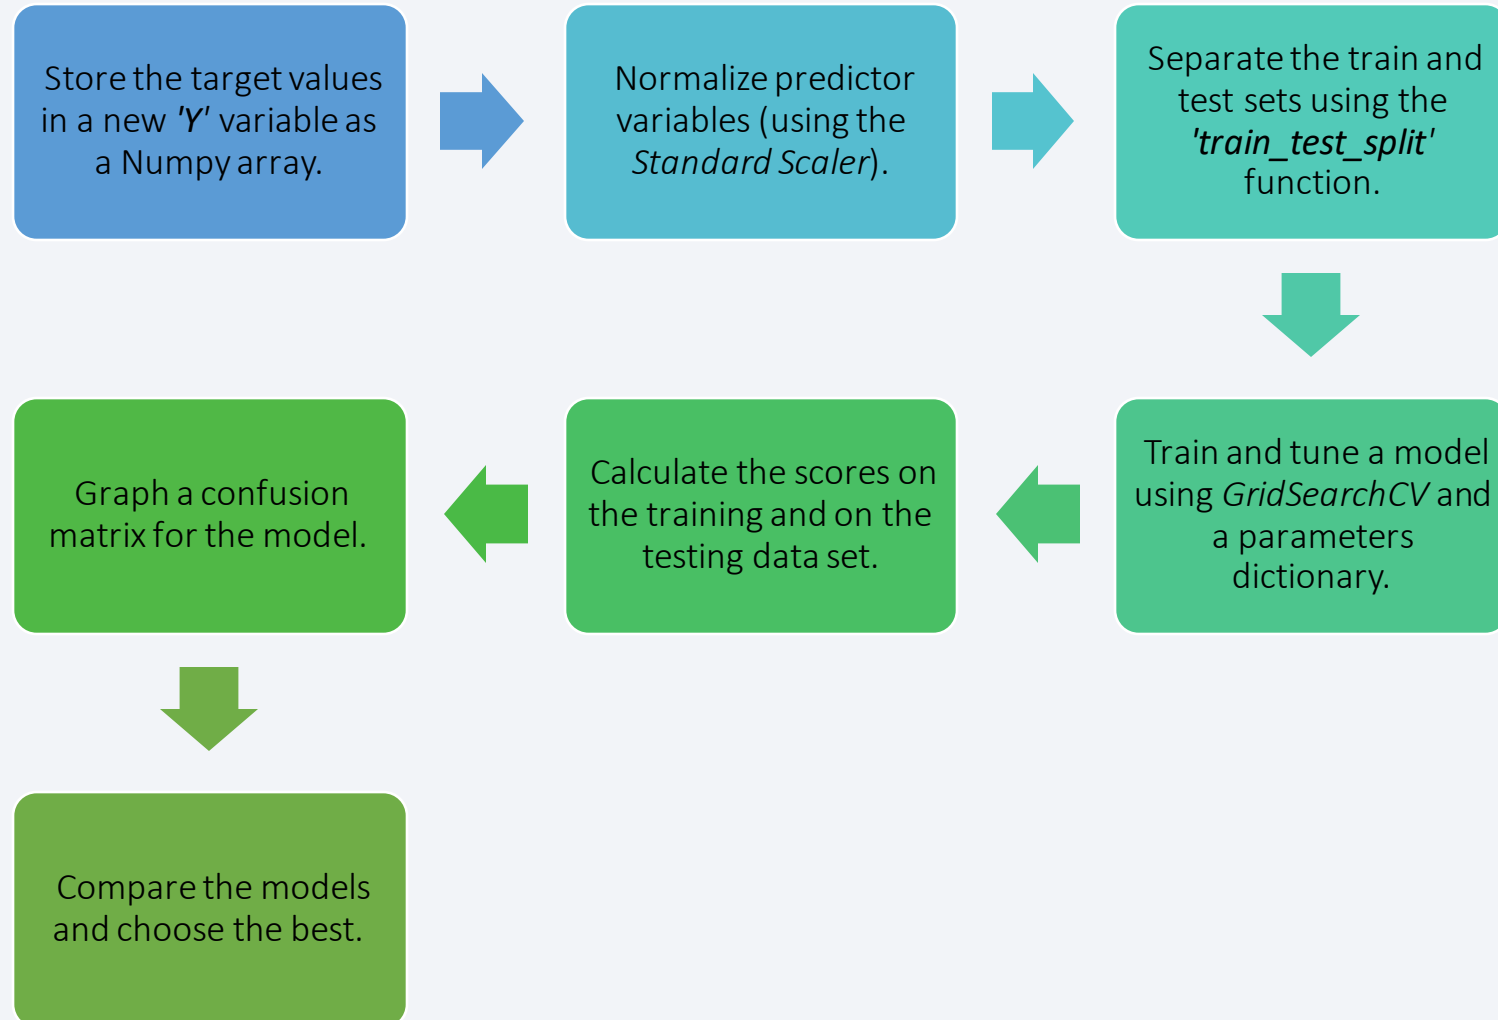 Store the target values
in a new 'Y' variable as
a Numpy array.
Normalize predictor
variables (using the
Standard Scaler).
Separate the train and
test sets using the
'train_test_split'
function.
Train and tune a model
using GridSearchCV and
a parameters
dictionary.
Calculate the scores on
the training and on the
testing data set.
Graph a confusion
matrix for the model.
Compare the models
and choose the best.